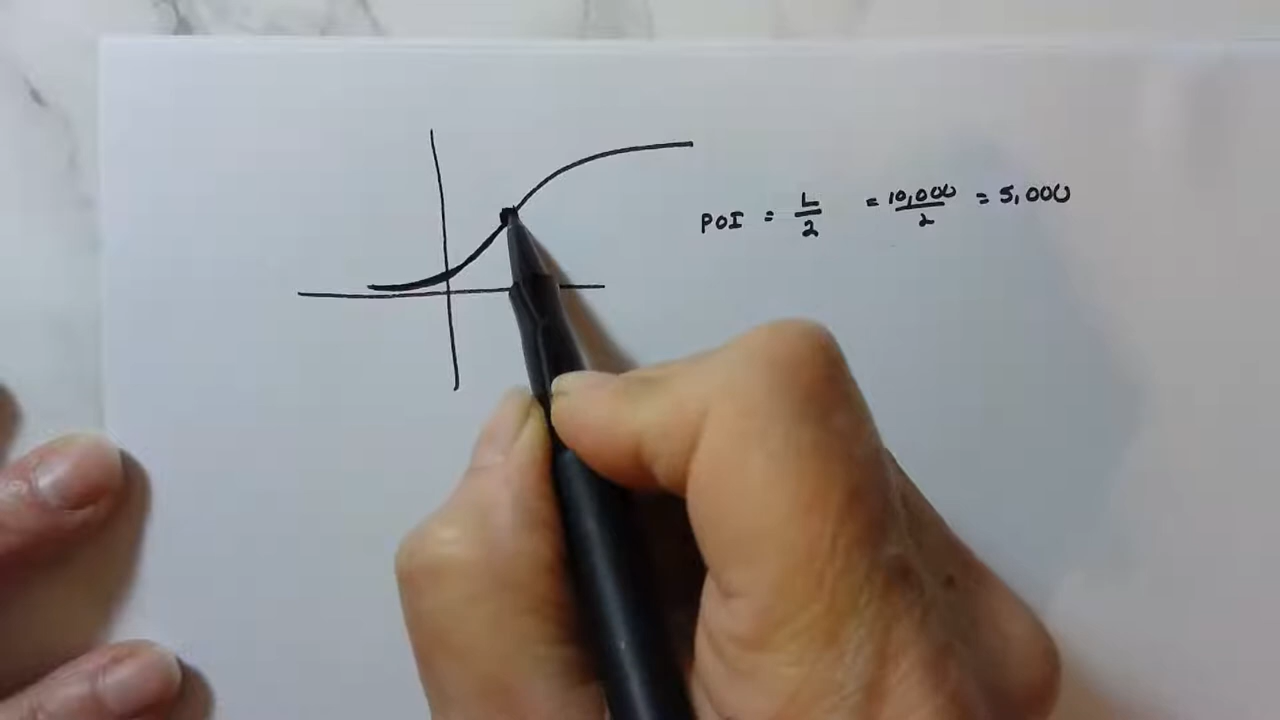 POI = L/2 = 10,000/2 = 5,000